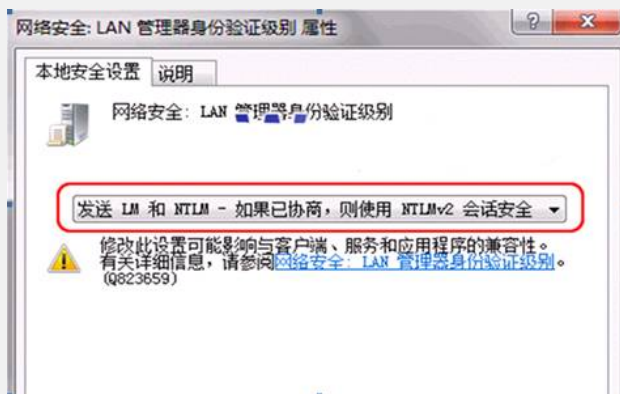 网络安全: LAN 管理器身份验证级别 属性
本地安全设置 说明
网络安全: LAN 管理器身份验证级别
发送 LM 和 NTLM - 如果已协商，则使用 NTLMv2 会话安全
修改此设置可能影响与客户端、服务和应用程序的兼容性。
有关详细信息，请参阅网络安全: LAN 管理器身份验证级别。
(Q823659)